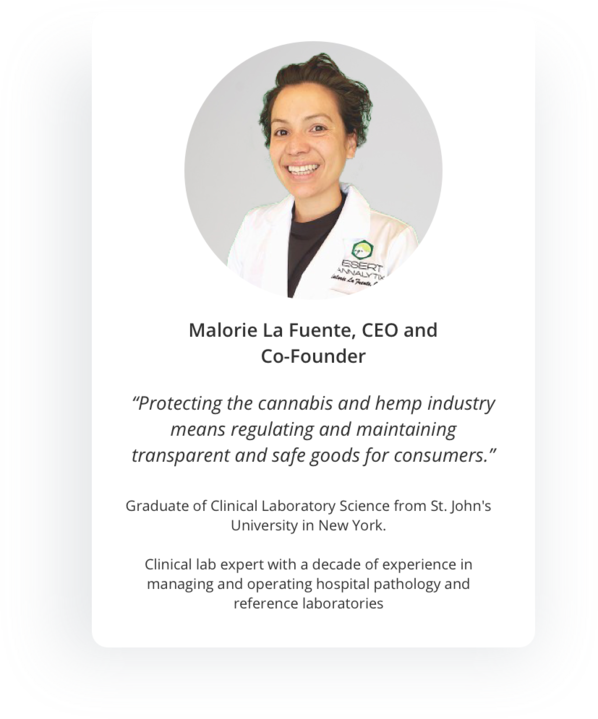 ESERT
ANNALYTIX
Malorie La Fuente, CEO and
Co-Founder
“Protecting the cannabis and hemp industry
means regulating and maintaining
transparent and safe goods for consumers.”
Graduate of Clinical Laboratory Science from St. John's
University in New York.
Clinical lab expert with a decade of experience in
managing and operating hospital pathology and
reference laboratories